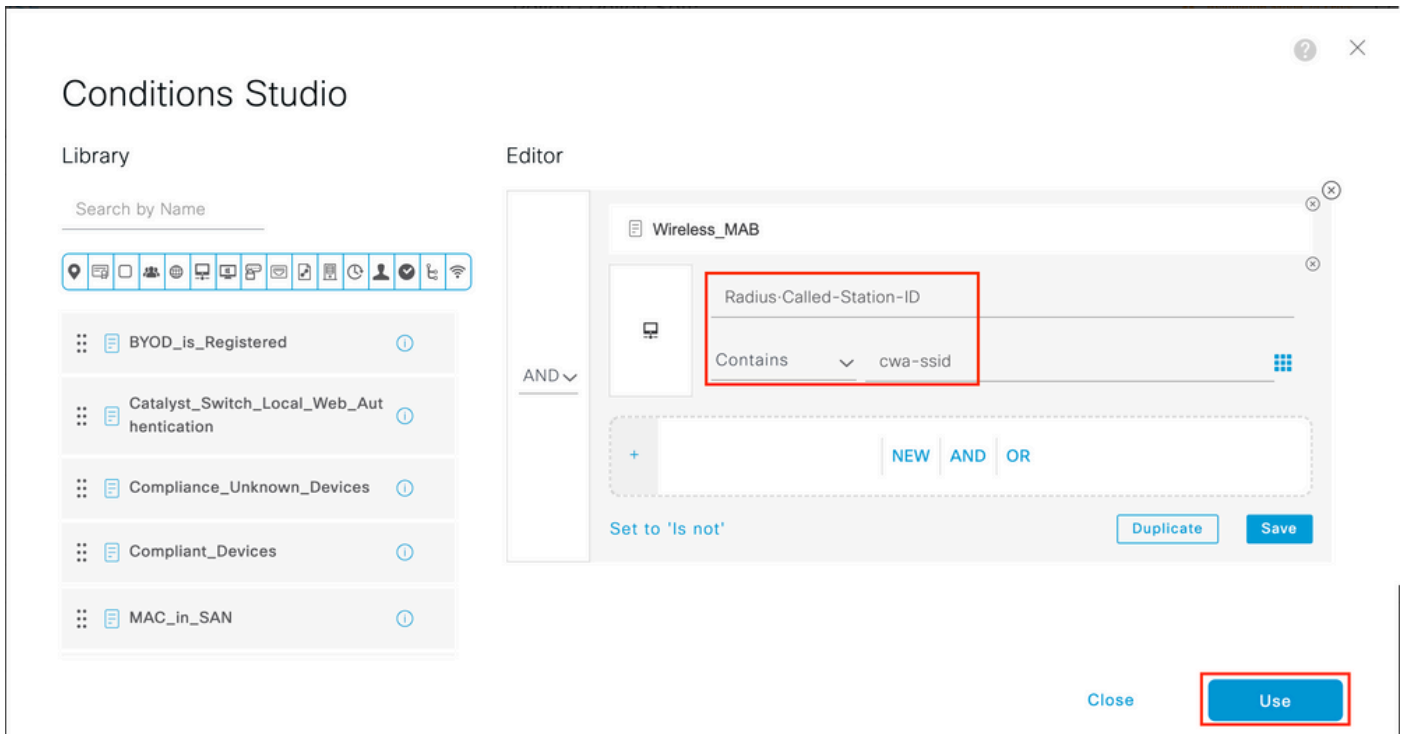 Conditions Studio
Library
Search by Name
BYOD_is_Registered
Catalyst_Switch_Local_Web_Aut
hentication
Compliance_Unknown_Devices
Compliant_Devices
MAC_in_SAN
Editor
AND
Wireless_MAB
Radius·Called-Station-ID
Contains cwa-ssid
+ NEW AND OR
Set to 'Is not' Duplicate Save
Close Use